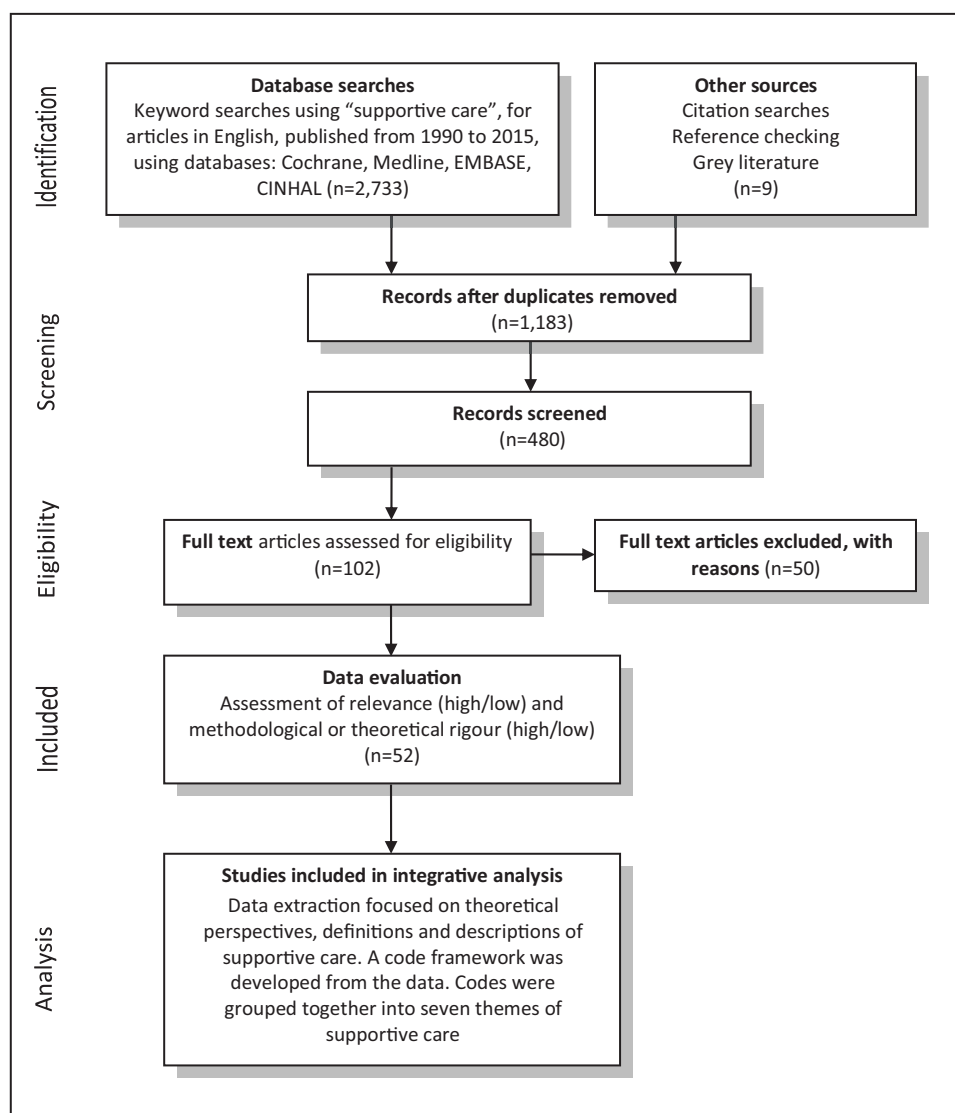 Identification
Database searches
Keyword searches using “supportive care”, for
articles in English, published from 1990 to 2015,
using databases: Cochrane, Medline, EMBASE,
CINHAL (n=2,733)
Other sources
Citation searches
Reference checking
Grey literature
(n=9)
Screening
Records after duplicates removed
(n=1,183)
Records screened
(n=480)
Eligibility
Full text articles assessed for eligibility
(n=102)
Full text articles excluded, with
reasons (n=50)
Included
Data evaluation
Assessment of relevance (high/low) and
methodological or theoretical rigour (high/low)
(n=52)
Analysis
Studies included in integrative analysis
Data extraction focused on theoretical
perspectives, definitions and descriptions of
supportive care. A code framework was
developed from the data. Codes were
grouped together into seven themes of
supportive care